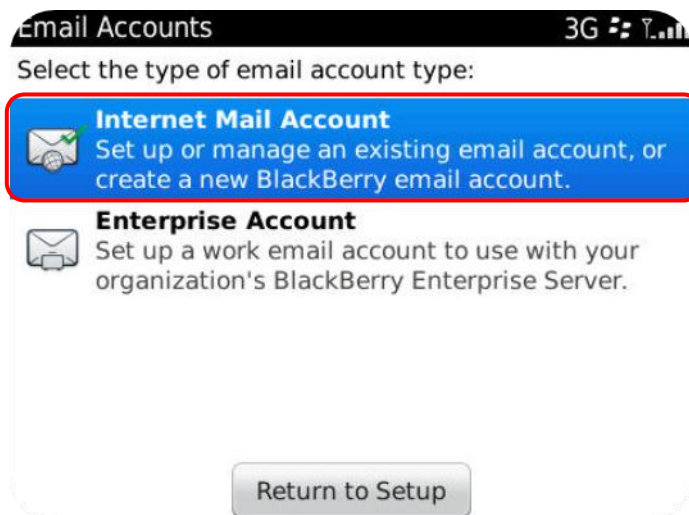 Email Accounts 3G
Select the type of email account type:
Internet Mail Account
Set up or manage an existing email account, or
create a new BlackBerry email account.
Enterprise Account
Set up a work email account to use with your
organization's BlackBerry Enterprise Server.
Return to Setup